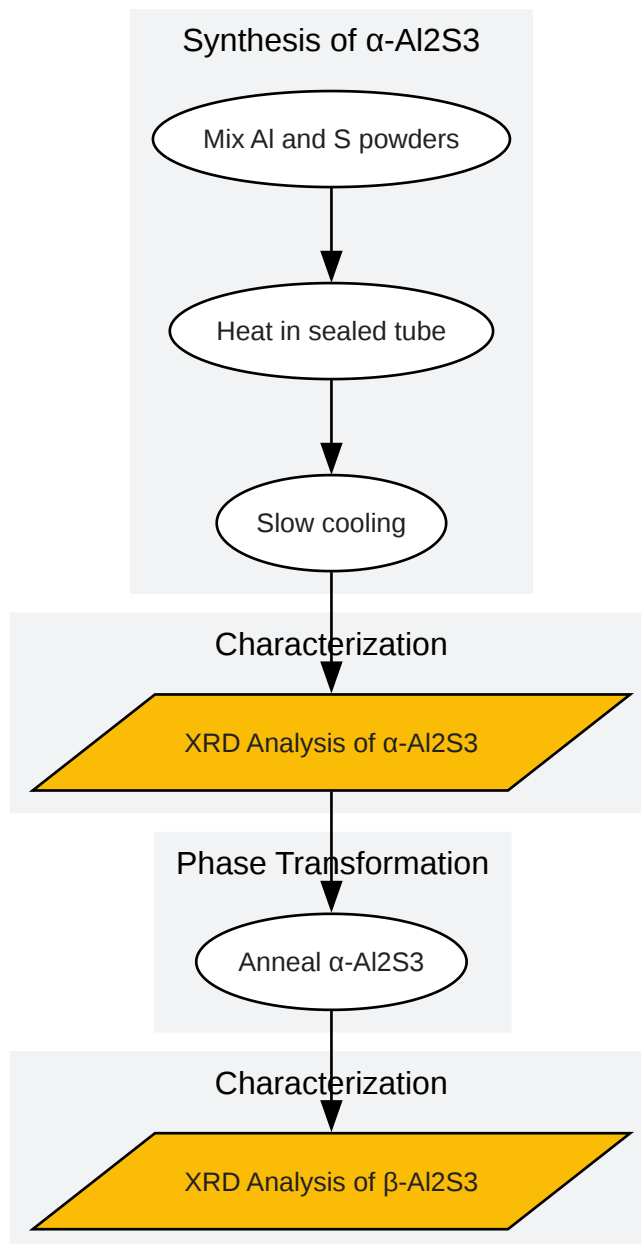 Synthesis of α-Al2S3
Mix Al and S powders
Heat in sealed tube
Slow cooling
Characterization
XRD Analysis of α-Al2S3
Phase Transformation
Anneal α-Al2S3
Characterization
XRD Analysis of β-Al2S3